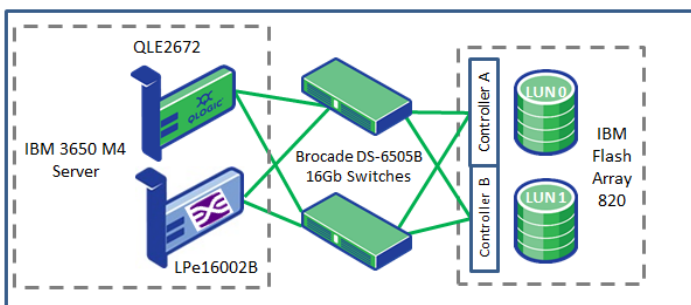 QLE2672
QLOGIC
IBM 3650 M4
Server
LPe16002B
Brocade DS-6505B
16Gb Switches
Controller A
Controller B
LUN 0
LUN 1
IBM
Flash
Array
820